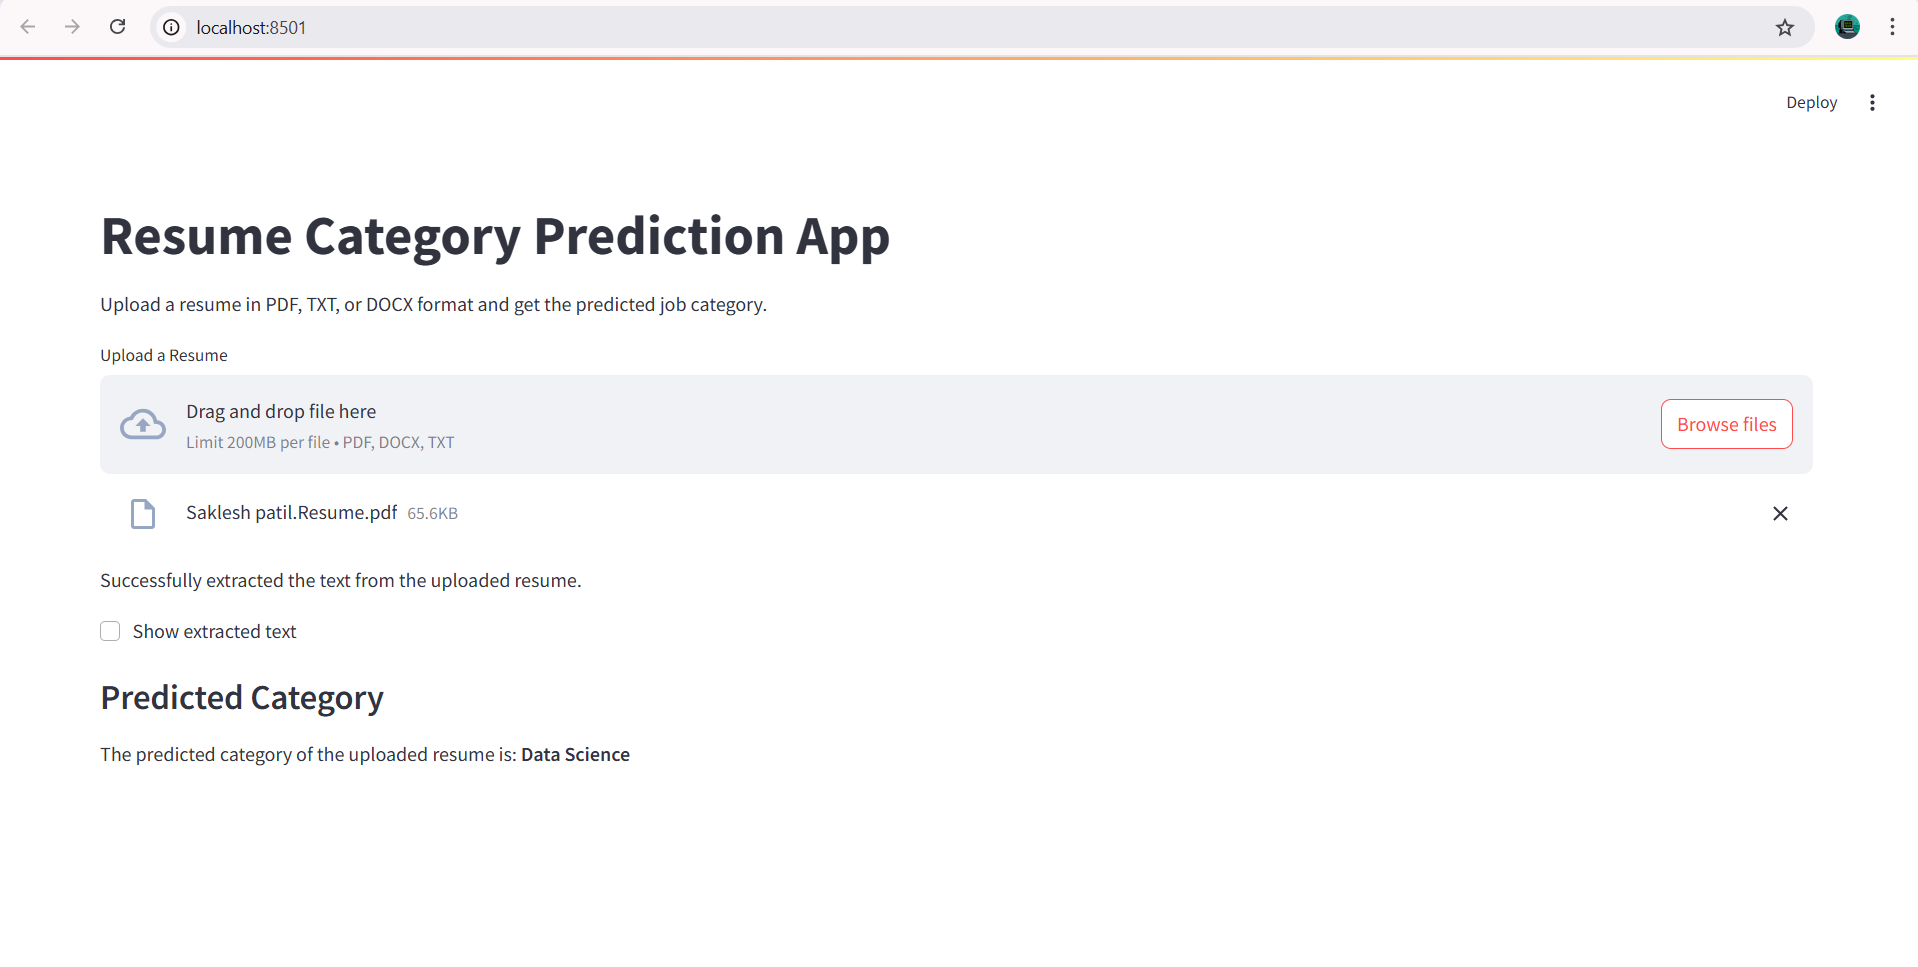 localhost:8501
Deploy
Resume Category Prediction App
Upload a resume in PDF, TXT, or DOCX format and get the predicted job category.
Upload a Resume
Drag and drop file here
Limit 200MB per file • PDF, DOCX, TXT
Browse files
Saklesh patil.Resume.pdf 65.6KB
Successfully extracted the text from the uploaded resume.
Show extracted text
Predicted Category
The predicted category of the uploaded resume is: Data Science